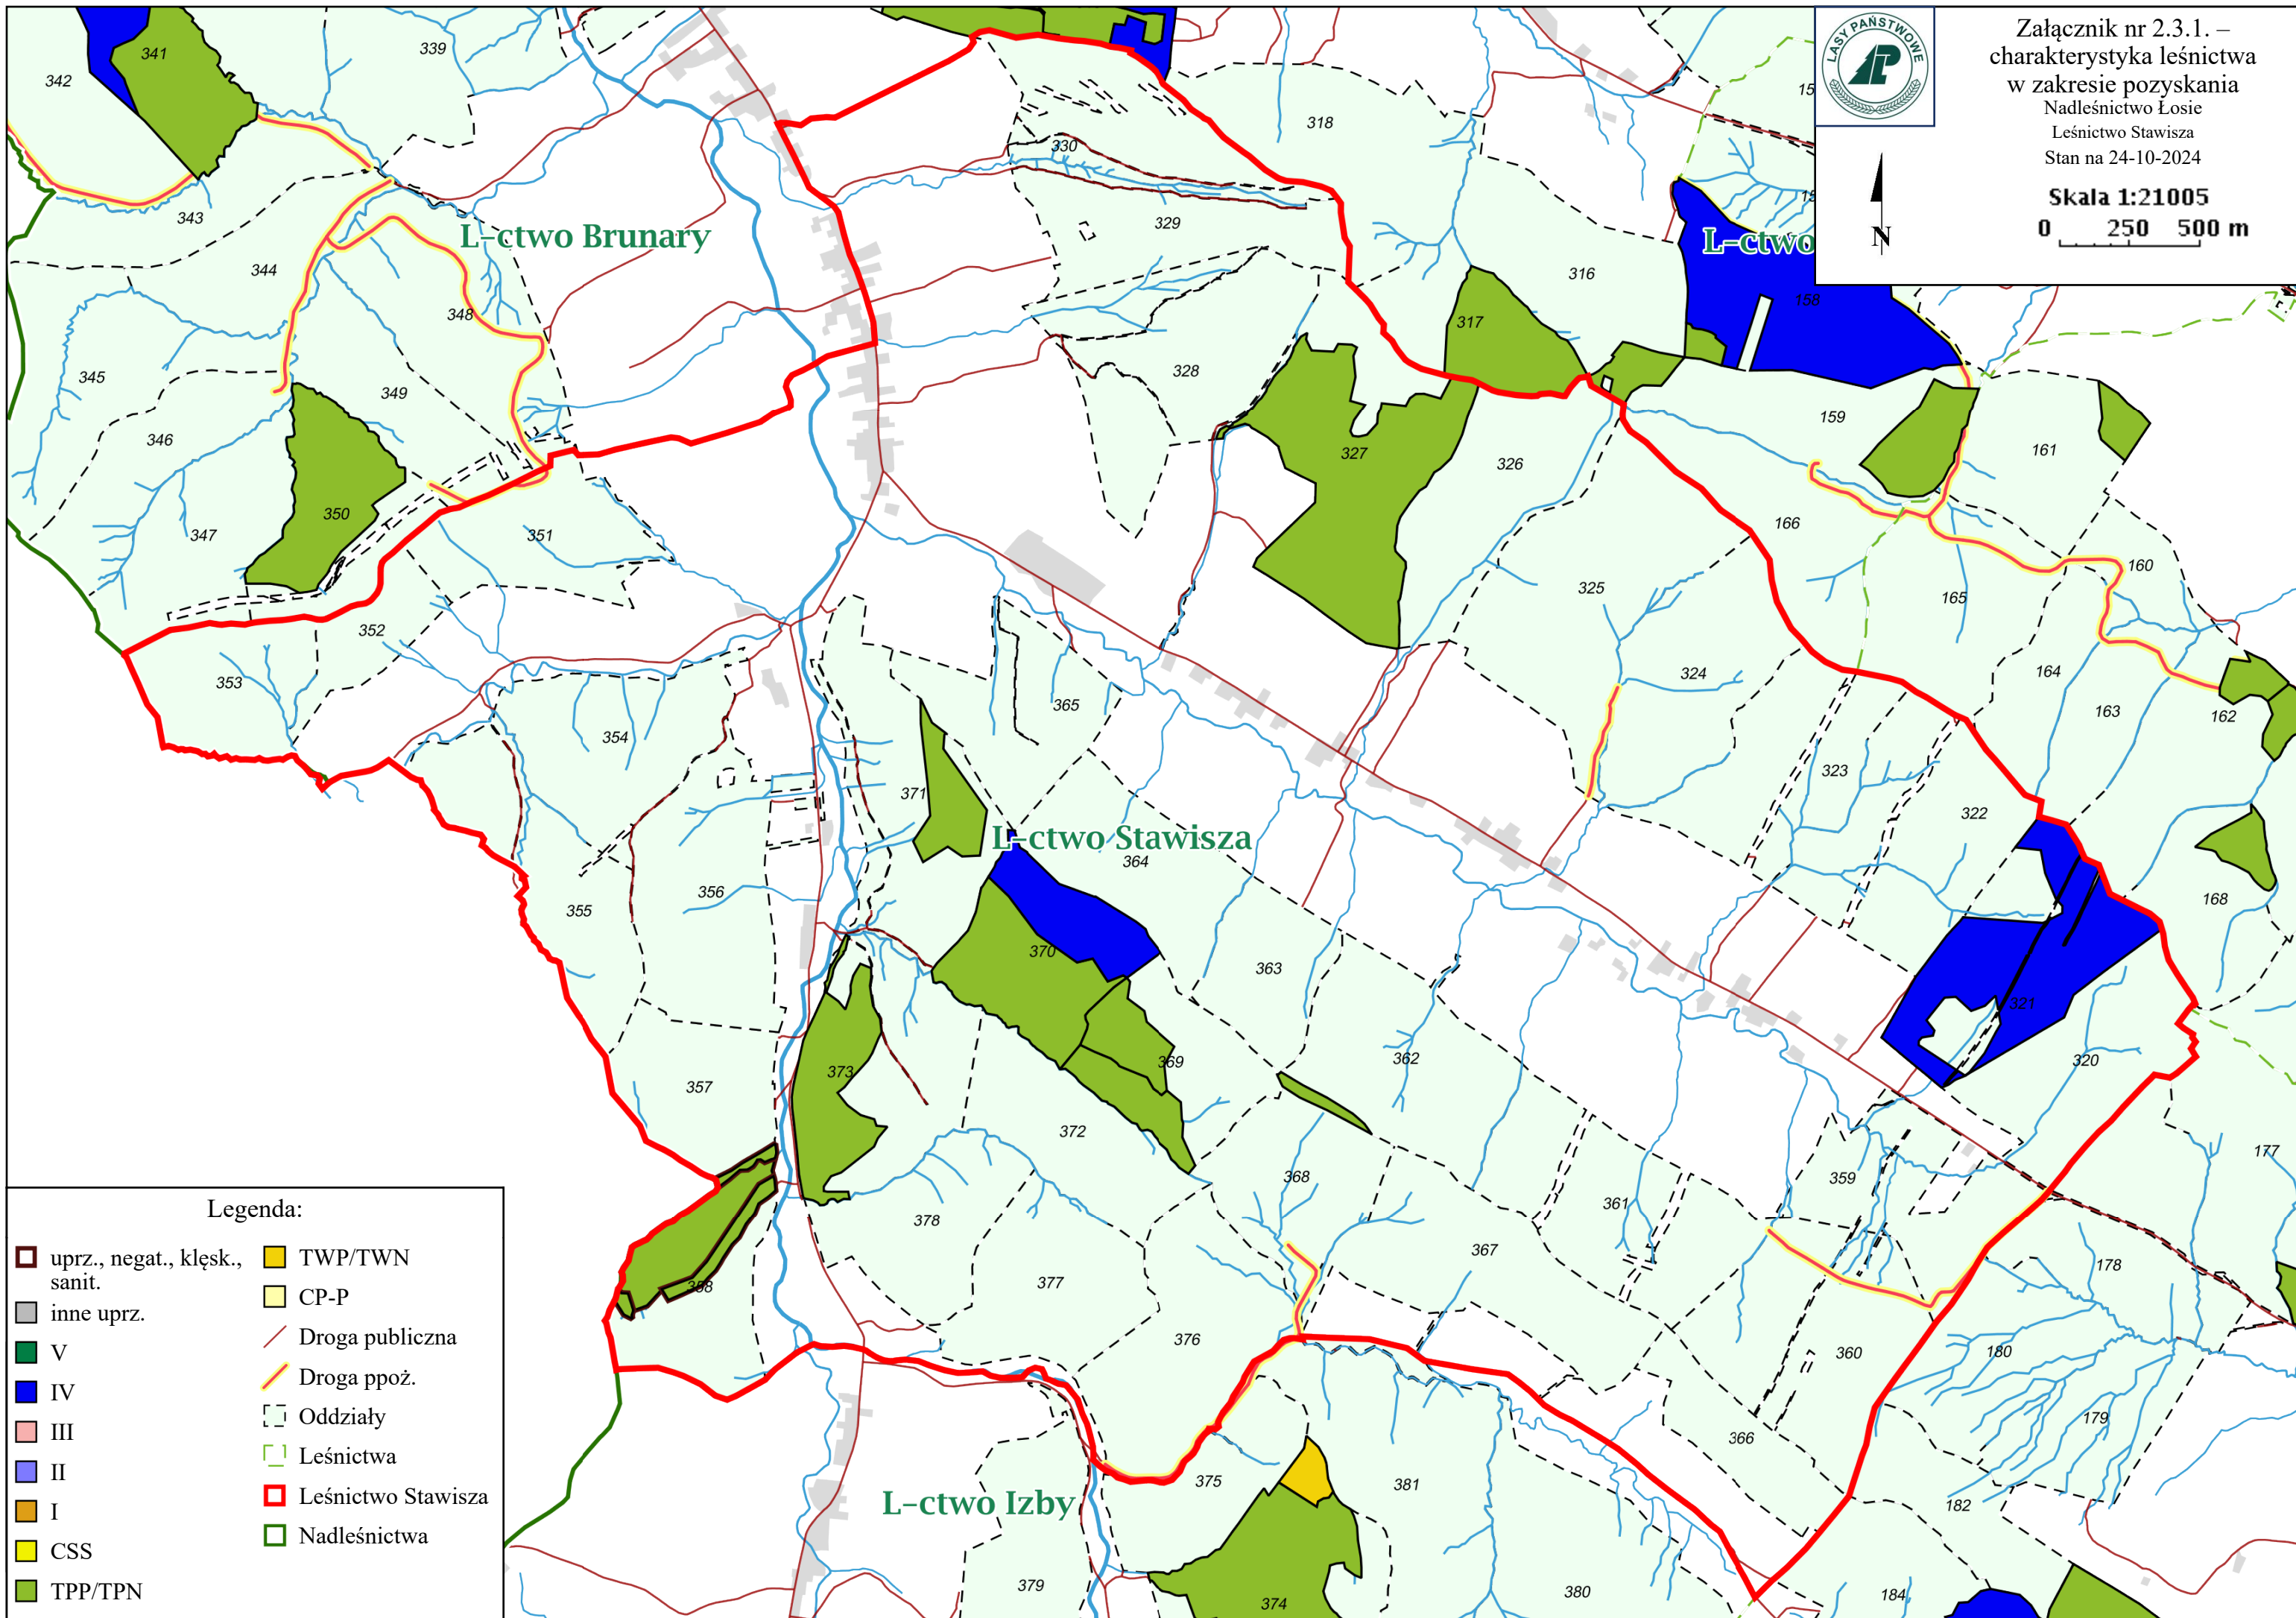 LASY PAŃSTWOWE
Załącznik nr 2.3.1. –
charakterystyka leśnictwa
w zakresie pozyskania
Nadleśnictwo Łosie
Leśnictwo Stawisza
Stan na 24-10-2024
Skala 1:21005
0 250 500 m
N
341
339
342
318
330
343
329
L-ctwo Brunary
L-ctwo
344
316
158
348
317
345
328
349
159
346
327
326
161
350
347
351
166
325
160
165
352
353
324
164
163
162
365
354
323
371
322
L-ctwo Stawisza
364
356
355
168
370
363
321
369
362
320
373
357
372
177
368
359
361
378
367
358
377
178
376
360
180
179
366
375
381
182
L-ctwo Izby
379
374
380
184
Legenda:
uprz., negat., klęsk.,
sanit.
inne uprz.
V
IV
III
II
I
CSS
TPP/TPN
TWP/TWN
CP-P
Droga publiczna
Droga ppoż.
Oddziały
Leśnictwa
Leśnictwo Stawisza
Nadleśnictwa